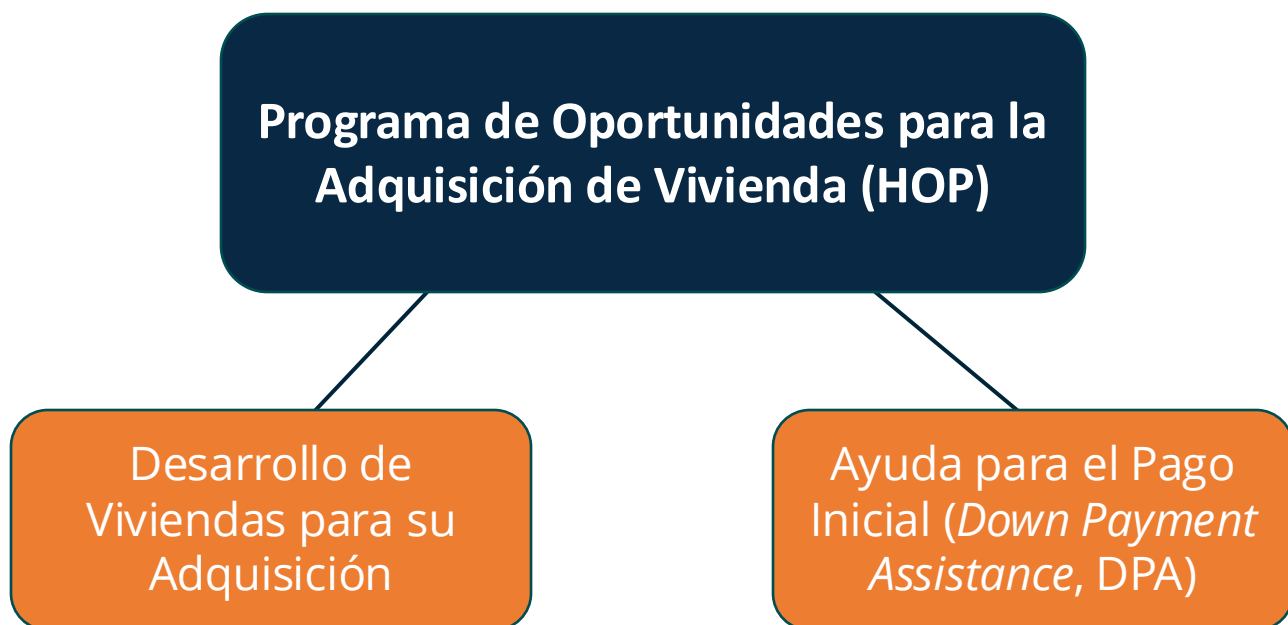 Programa de Oportunidades para la
Adquisición de Vivienda (HOP)
Desarrollo de
Viviendas para su
Adquisición
Ayuda para el Pago
Inicial (Down Payment
Assistance, DPA)